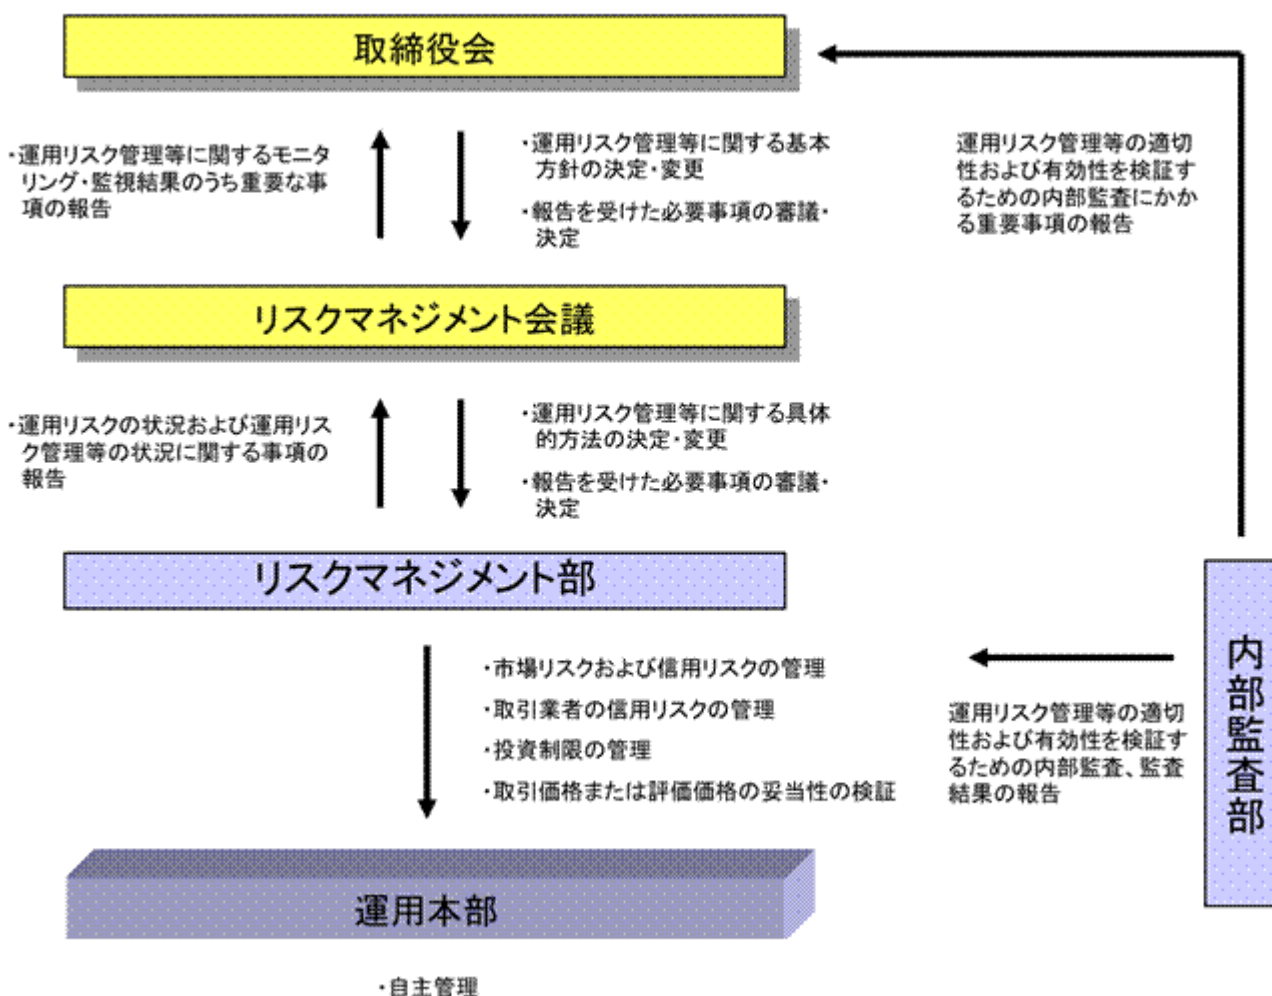 取締役会
・運用リスク管理等に関するモニタ
リング・監視結果のうち重要な事
項の報告
・運用リスク管理等に関する基本
方針の決定・変更
・報告を受けた必要事項の審議・
決定
運用リスク管理等の適切
性および有効性を検証す
るための内部監査にかか
る重要事項の報告
リスクマネジメント会議
・運用リスクの状況および運用リス
ク管理等の状況に関する事項の
報告
・運用リスク管理等に関する具体
的方法の決定・変更
・報告を受けた必要事項の審議・
決定
リスクマネジメント部
・市場リスクおよび信用リスクの管理
・取引業者の信用リスクの管理
・投資制限の管理
・取引価格または評価価格の妥当性の検証
運用リスク管理等の適切
性および有効性を検証す
るための内部監査、監査
結果の報告
内部監査部
運用本部
・自主管理